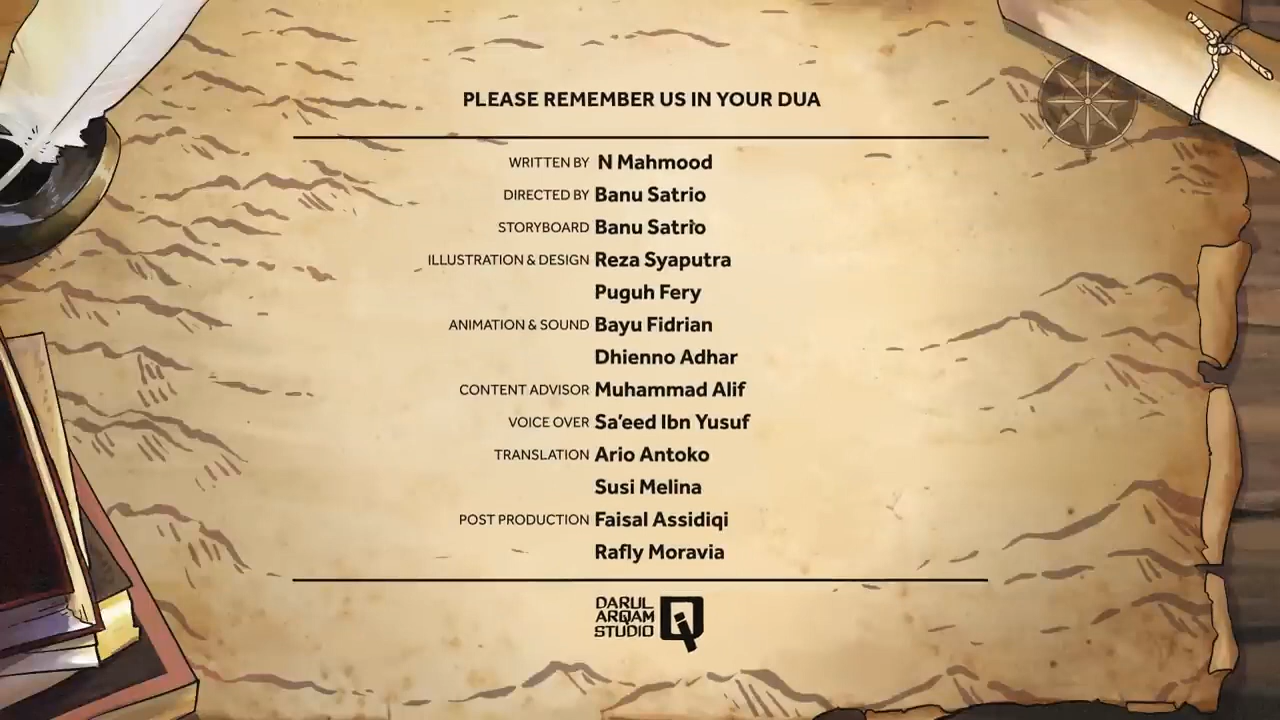 PLEASE REMEMBER US IN YOUR DUA
WRITTEN BY N Mahmood
DIRECTED BY Banu Satrio
STORYBOARD Banu Satrio
ILLUSTRATION & DESIGN Reza Syaputra
Puguh Fery
ANIMATION & SOUND Bayu Fidrian
Dhienno Adhar
CONTENT ADVISOR Muhammad Alif
VOICE OVER Sa’eed Ibn Yusuf
TRANSLATION Ario Antoko
Susi Melina
POST PRODUCTION Faisal Assidiqi
Rafly Moravia
DARUL
ARQAM
STUDIO